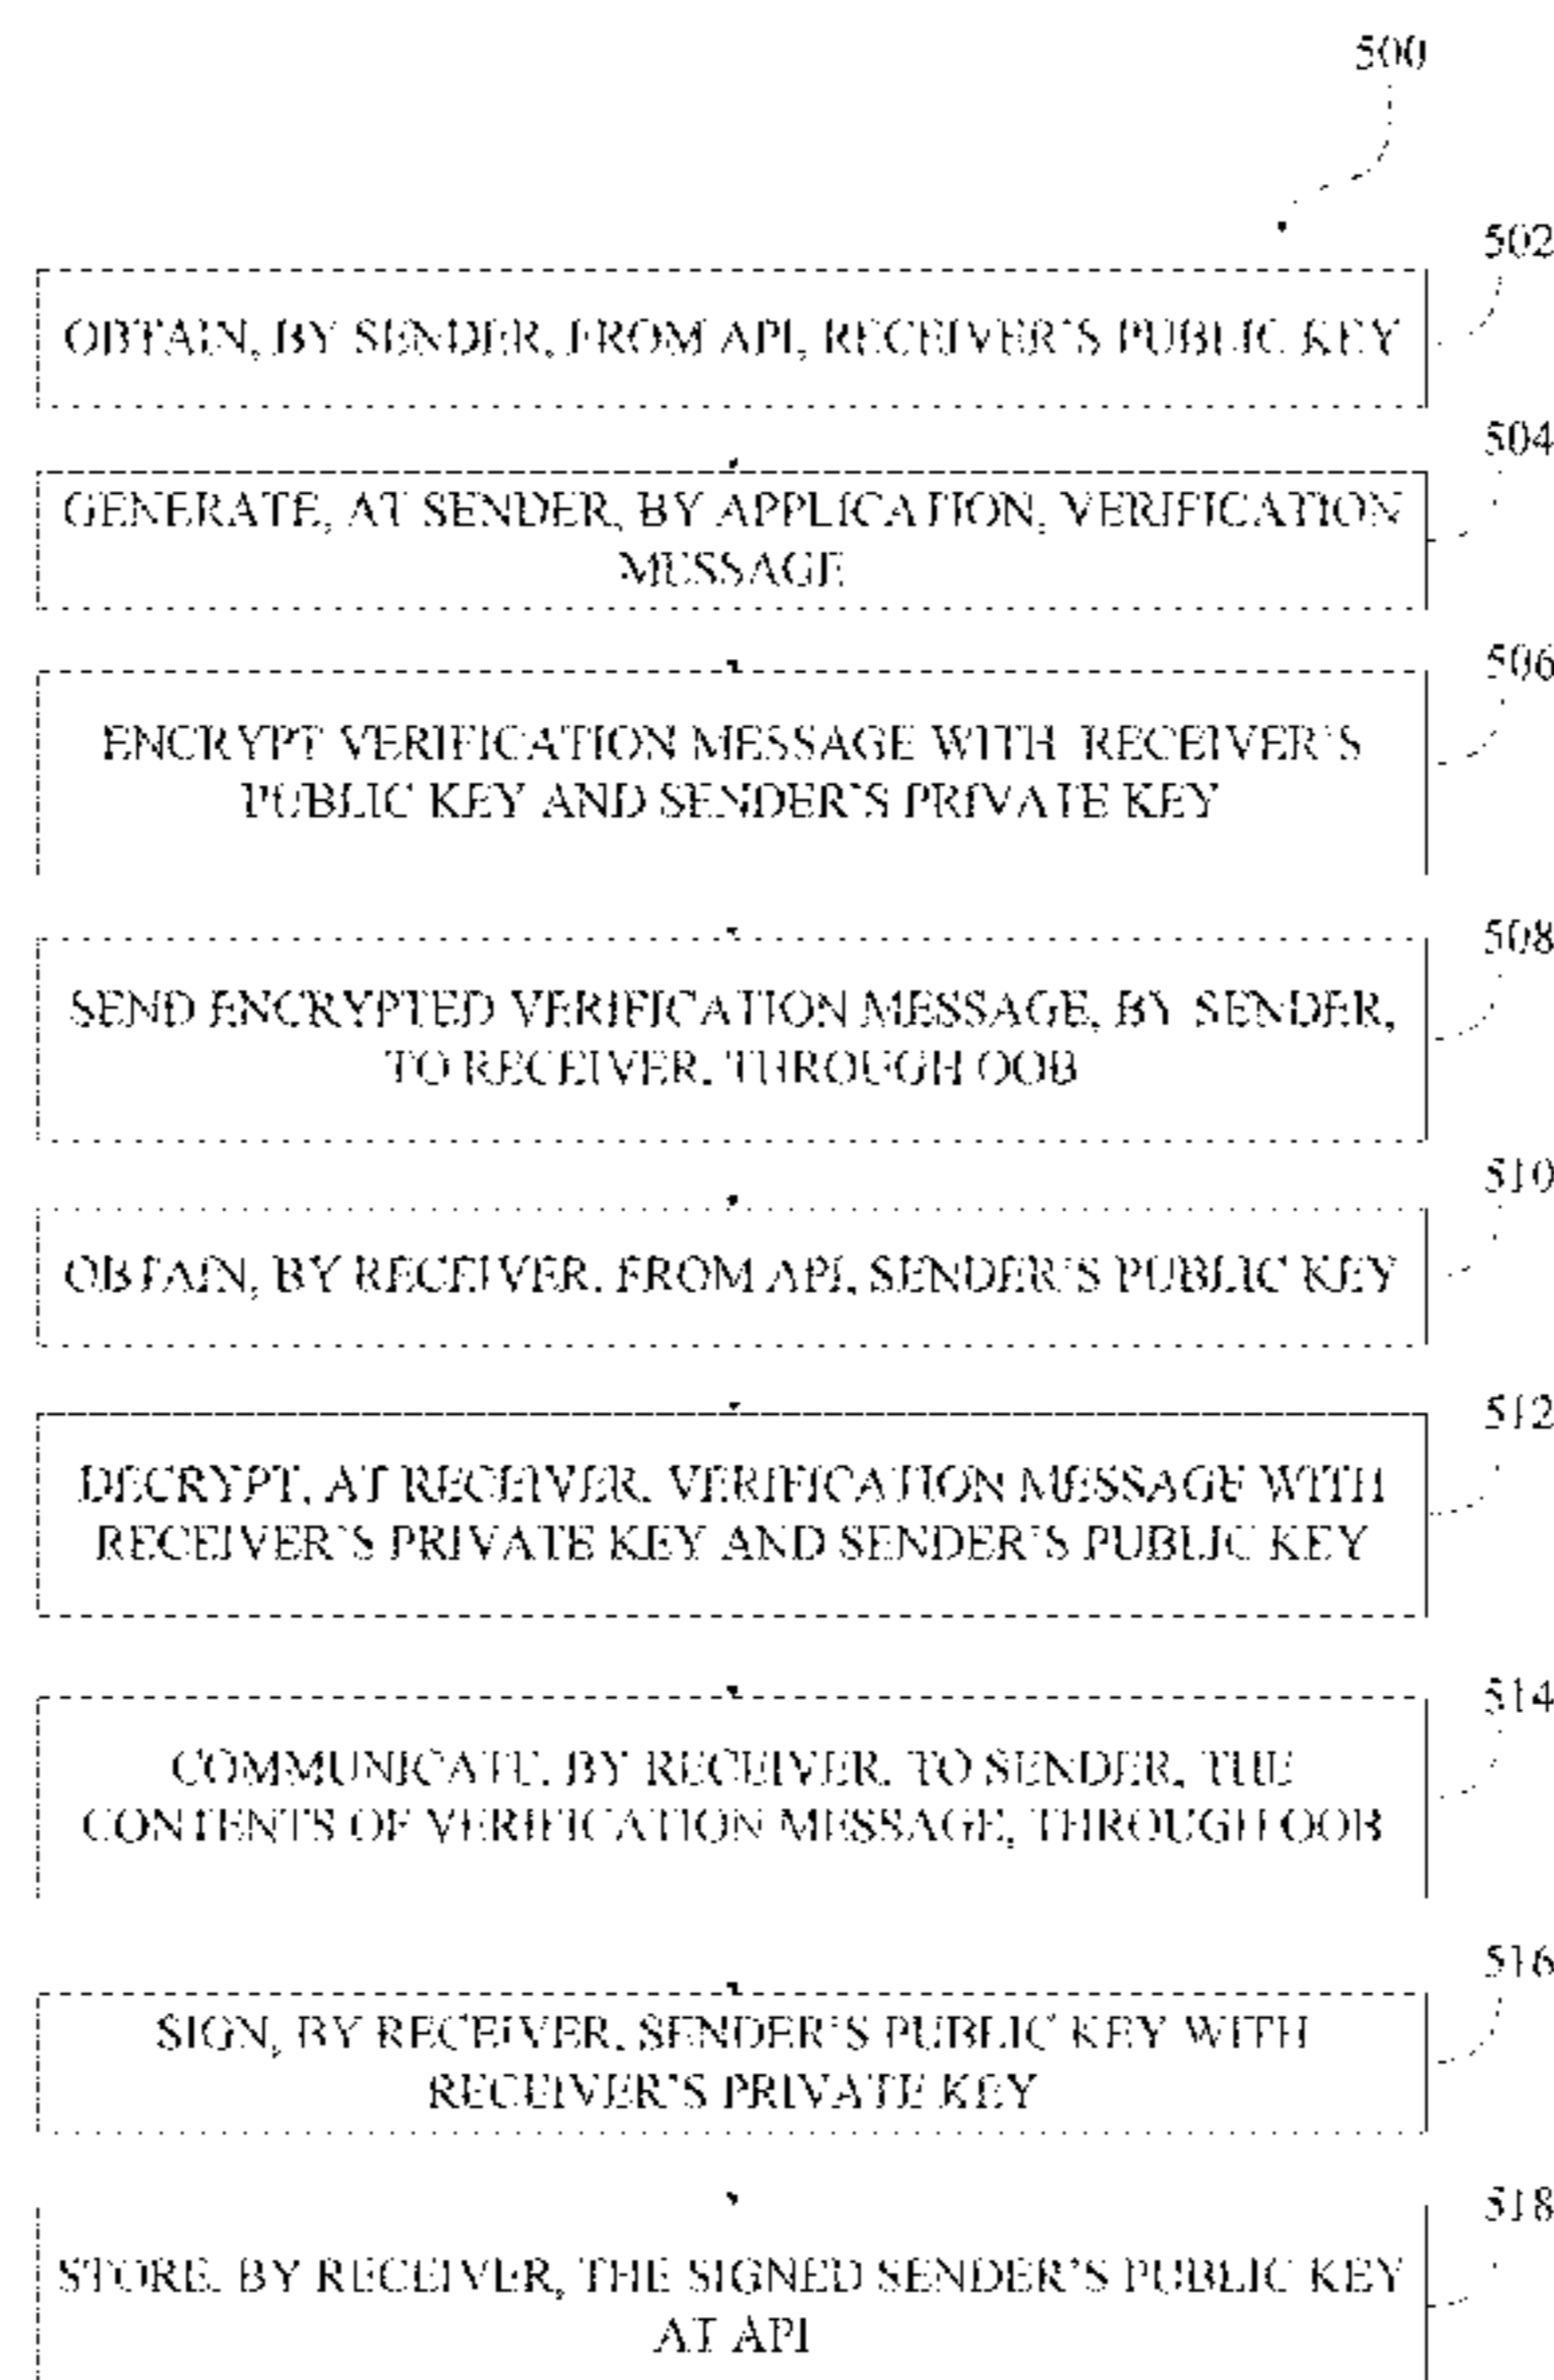 500
502
OBTAIN, BY SENDER, FROM API, RECEIVER'S PUBLIC KEY
504
GENERATE, AT SENDER, BY APPLICATION, VERIFICATION
MESSAGE
506
ENCRYPT VERIFICATION MESSAGE WITH RECEIVER'S
PUBLIC KEY AND SENDER'S PRIVATE KEY
508
SEND ENCRYPTED VERIFICATION MESSAGE, BY SENDER,
TO RECEIVER, THROUGH OOB
510
OBTAIN, BY RECEIVER, FROM API, SENDER'S PUBLIC KEY
512
DECRYPT, AT RECEIVER, VERIFICATION MESSAGE WITH
RECEIVER'S PRIVATE KEY AND SENDER'S PUBLIC KEY
514
COMMUNICATE, BY RECEIVER, TO SENDER, THE
CONTENTS OF VERIFICATION MESSAGE, THROUGH OOB
516
SIGN, BY RECEIVER, SENDER'S PUBLIC KEY WITH
RECEIVER'S PRIVATE KEY
518
STORE, BY RECEIVER, THE SIGNED SENDER'S PUBLIC KEY
AT API